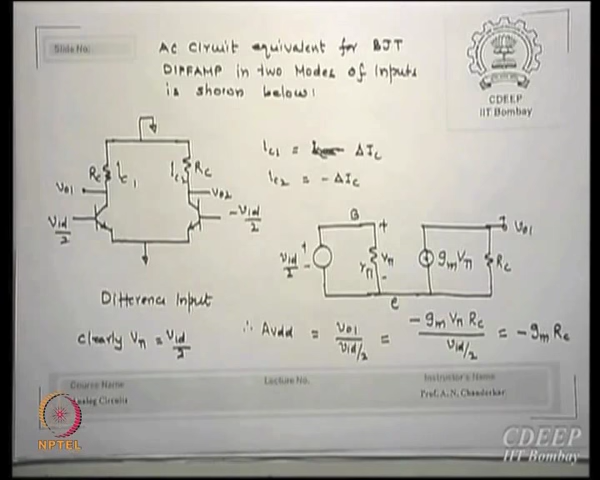 Slide No.
AC Circuit equivalent for BJT
DIFFAMP in two Modes of Inputs
is shown below:
CDEEP
IIT Bombay
Rc
Ic1
Ic2
Rc
Vo1
Vo2
Vid/2
-Vid/2
Ic1 = ΔIc
Ic2 = -ΔIc
B
+
Vo1
Vid/2
+
-
rπ
Vπ
-
gmVπ
Rc
e
Difference Input
Clearly Vπ = Vid/2
∴ Avdd = Vo1/Vid/2 = -gm Vπ Rc/Vid/2 = -gm Rc
Course Name
Lecture No.
Instructor's Name
Analog Circuits
Prof. A. N. Chandorkar
NPTEL
CDEEP
IIT Bombay